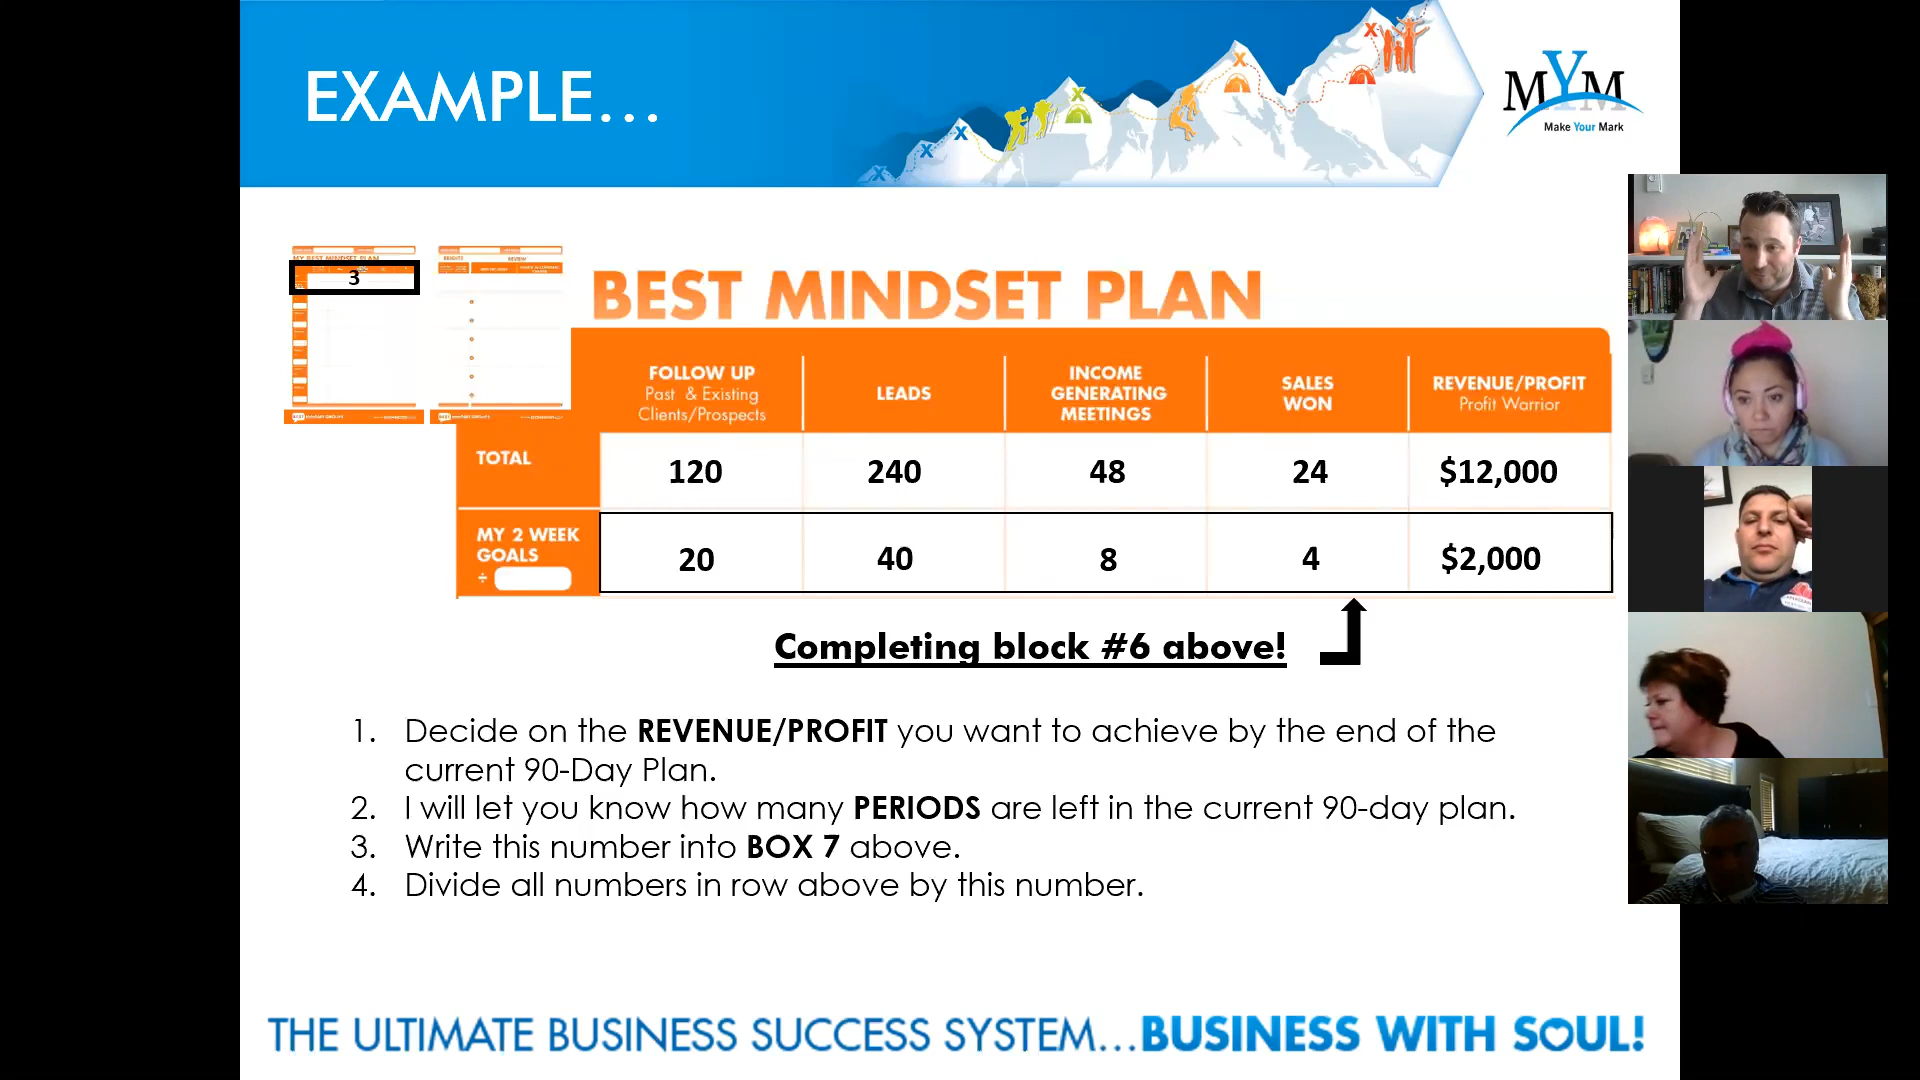 EXAMPLE...
MYM
Make Your Mark
MY BEST MINDSET PLAN
3
BEST MINDSET PLAN
FOLLOW UP
Past & Existing
Clients/Prospects
LEADS
INCOME
GENERATING
MEETINGS
SALES
WON
REVENUE/PROFIT
Profit Warrior
TOTAL
120
240
48
24
$12,000
MY 2 WEEK
GOALS
÷
20
40
8
4
$2,000
Completing block #6 above!
1. Decide on the REVENUE/PROFIT you want to achieve by the end of the
current 90-Day Plan.
2. I will let you know how many PERIODS are left in the current 90-day plan.
3. Write this number into BOX 7 above.
4. Divide all numbers in row above by this number.
THE ULTIMATE BUSINESS SUCCESS SYSTEM...BUSINESS WITH SOUL!